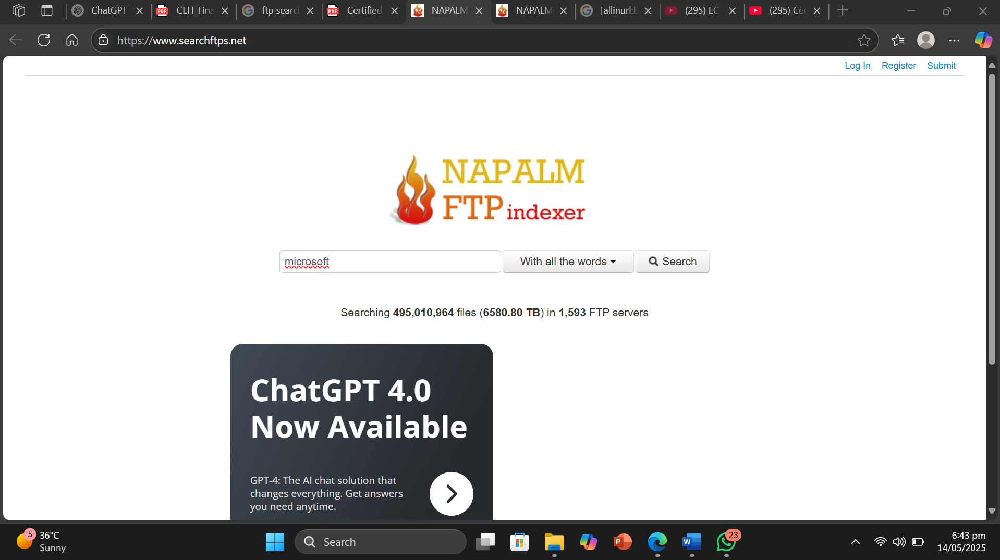 ChatGPT
CEH_Fina
ftp searc
Certified
NAPALM
NAPALM
[allinurl:E
(295) EC
(295) Cer
https://www.searchftps.net
Log In Register Submit
NAPALM
FTP indexer
microsoft
With all the words
Search
Searching 495,010,964 files (6580.80 TB) in 1,593 FTP servers
ChatGPT 4.0
Now Available
GPT-4: The AI chat solution that
changes everything. Get answers
you need anytime.
5
36°C
Sunny
Search
P
W
23
6:43 pm
14/05/2025